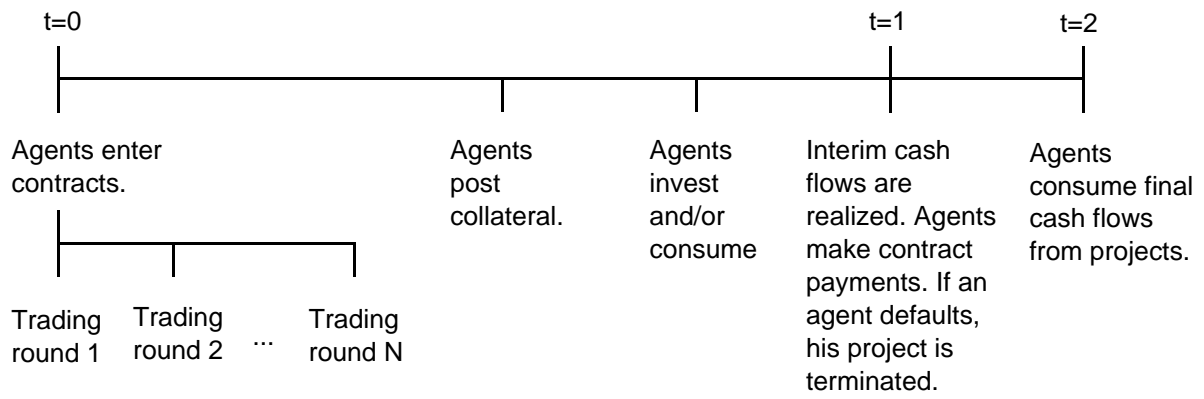 t=0
t=1
t=2
Agents enter
contracts.
Agents
post
collateral.
Agents
invest
and/or
consume
Interim cash
flows are
realized. Agents
make contract
payments. If an
agent defaults,
his project is
terminated.
Agents
consume final
cash flows
from projects.
Trading
round 1
Trading
round 2
...
Trading
round N